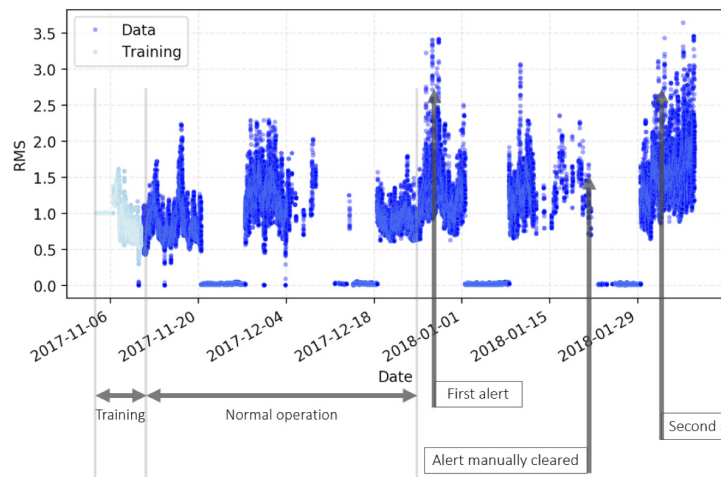 Data
Training
3.5
3.0
2.5
2.0
1.5
1.0
0.5
0.0
RMS
2017-11-06
2017-11-20
2017-12-04
2017-12-18
2018-01-01
2018-01-15
2018-01-29
Date
Training
Normal operation
First alert
Alert manually cleared
Second